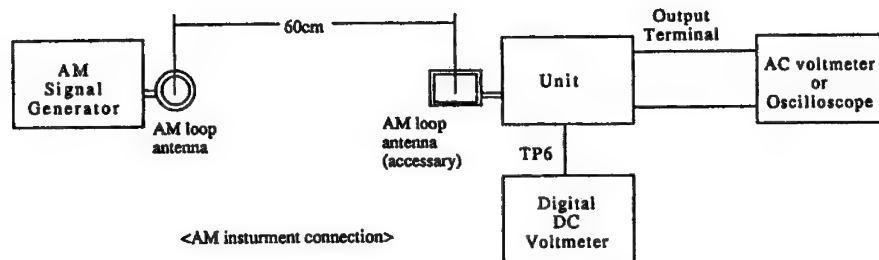 60cm
Output
Terminal
AM
Signal
Generator
AM loop
antenna
AM loop
antenna
(accessary)
Unit
AC voltmeter
or
Oscilloscope
TP6
Digital
DC
Voltmeter
<AM insturment connection>